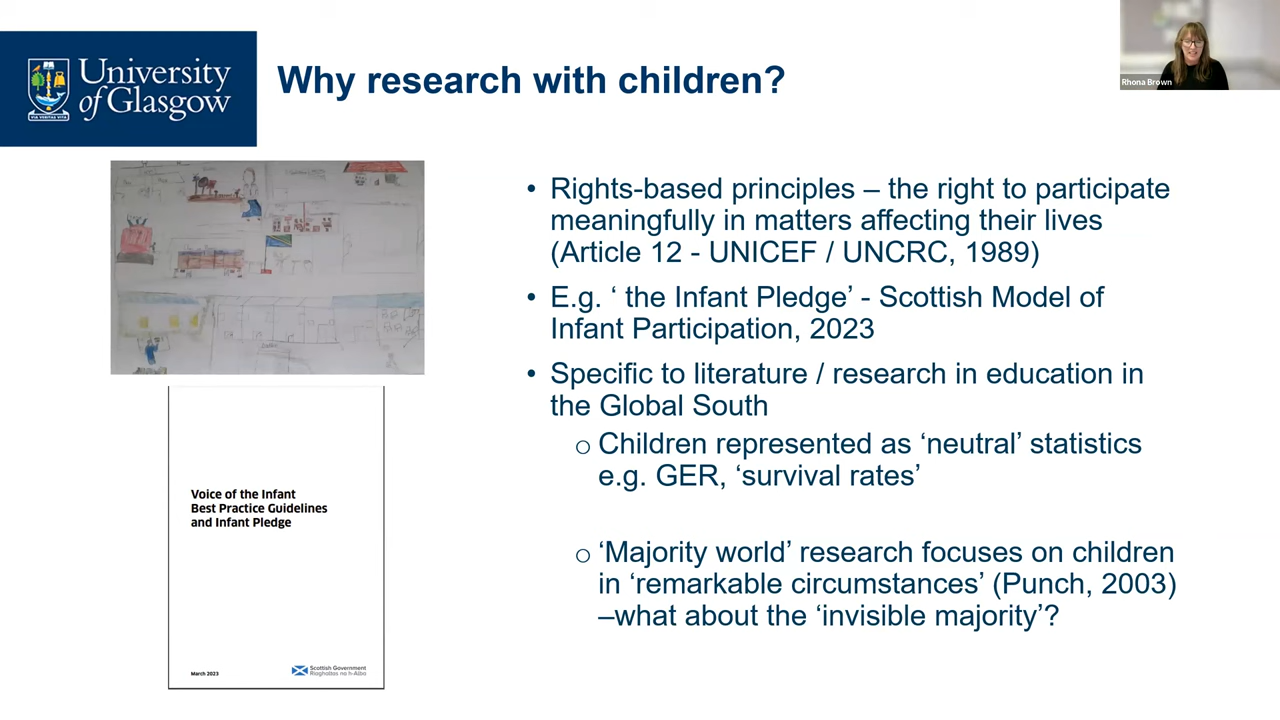 University
of Glasgow
VIA VERITAS VITA
Why research with children?
Rhona Brown
• Rights-based principles – the right to participate
meaningfully in matters affecting their lives
(Article 12 - UNICEF / UNCRC, 1989)
• E.g. ‘ the Infant Pledge’ - Scottish Model of
Infant Participation, 2023
• Specific to literature / research in education in
the Global South
o Children represented as ‘neutral’ statistics
e.g. GER, ‘survival rates’
o ‘Majority world’ research focuses on children
in ‘remarkable circumstances’ (Punch, 2003)
–what about the ‘invisible majority’?
Voice of the Infant
Best Practice Guidelines
and Infant Pledge
March 2023
Scottish Government
Riaghaltas na h-Alba